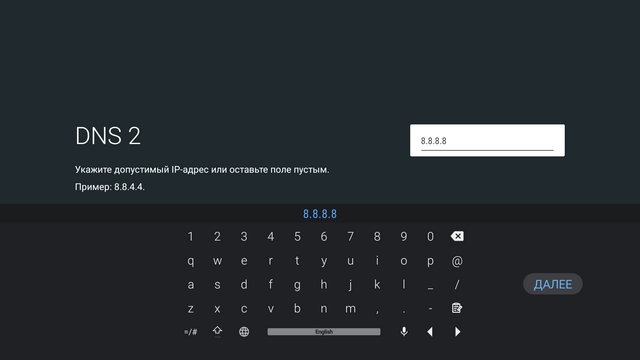 DNS 2
8.8.8.8
Укажите допустимый IP-адрес или оставьте поле пустым.
Пример: 8.8.4.4.
8.8.8.8
1 2 3 4 5 6 7 8 9 0
q w e r t y u i o p @
a s d f g h j k l _ /
ДАЛЕЕ
z x c v b n m , . -
=/# English